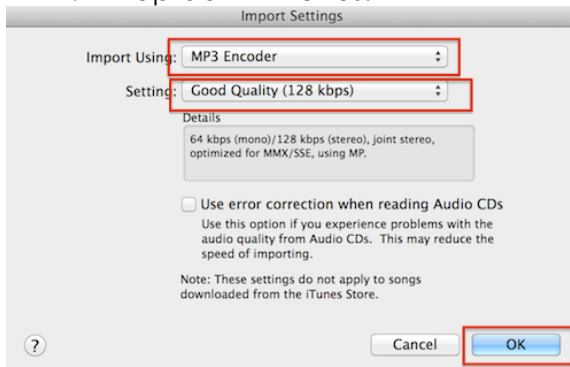 Import Settings
Import Using: MP3 Encoder
Setting: Good Quality (128 kbps)
Details
64 kbps (mono)/128 kbps (stereo), joint stereo,
optimized for MMX/SSE, using MP.
Use error correction when reading Audio CDs
Use this option if you experience problems with the
audio quality from Audio CDs. This may reduce the
speed of importing.
Note: These settings do not apply to songs
downloaded from the iTunes Store.
?
Cancel
OK